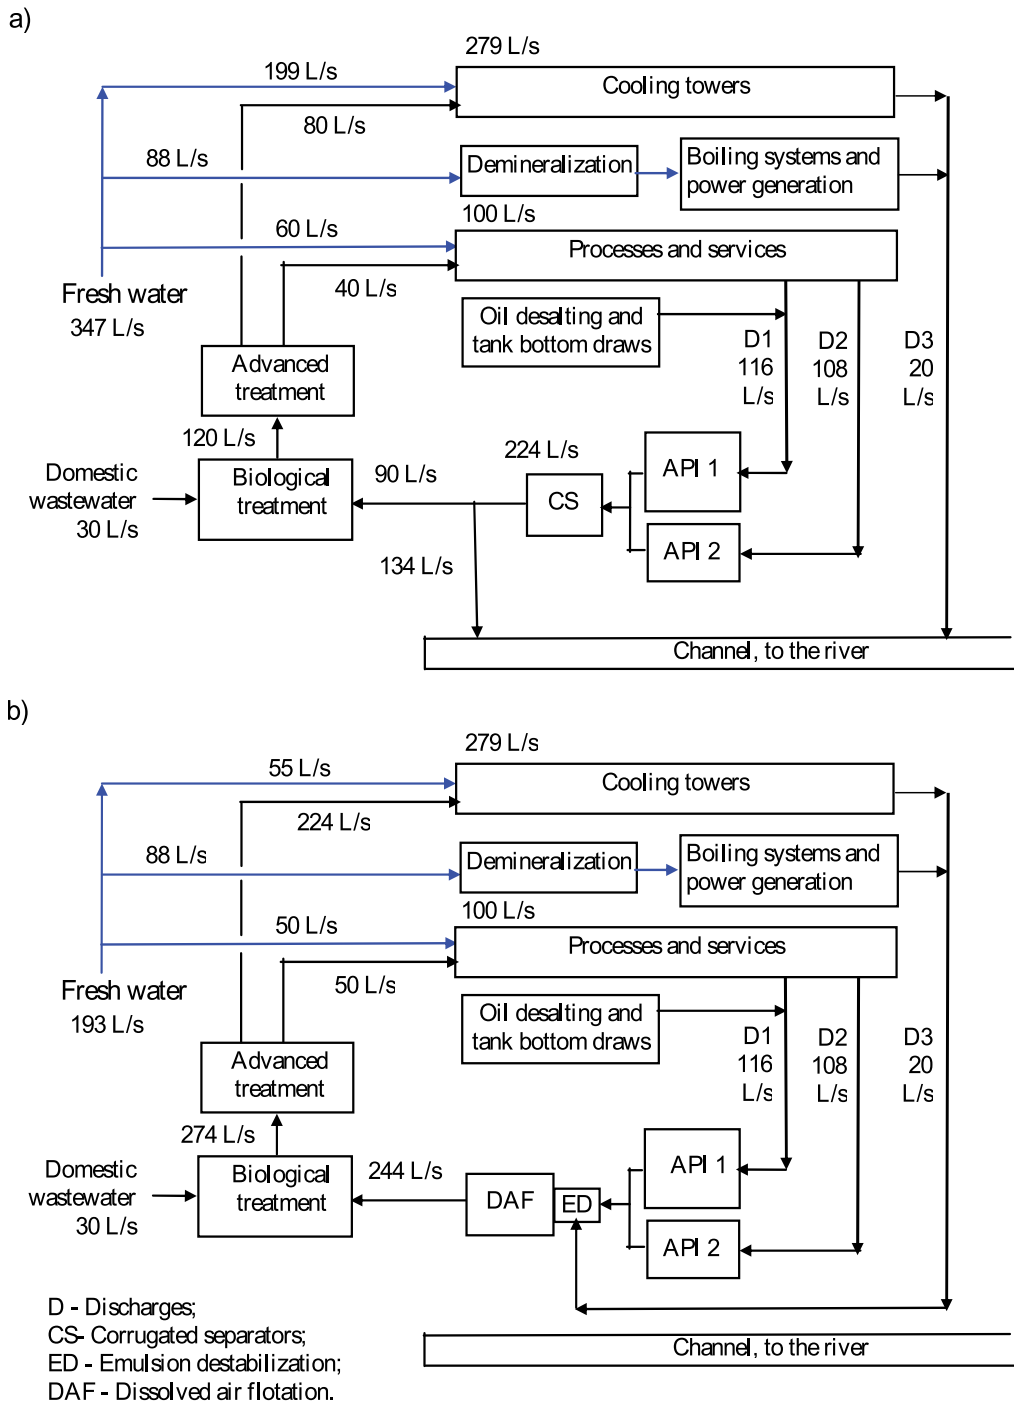 a)
279 L/s
199 L/s
Cooling towers
80 L/s
88 L/s
Demineralization
Boiling systems and
power generation
100 L/s
60 L/s
Processes and services
40 L/s
Fresh water
347 L/s
Oil desalting and
tank bottom draws
D1
116
L/s
D2
108
L/s
D3
20
L/s
Advanced
treatment
120 L/s
Domestic
wastewater
30 L/s
Biological
treatment
90 L/s
224 L/s
CS
API 1
API 2
134 L/s
Channel, to the river
b)
279 L/s
55 L/s
Cooling towers
224 L/s
88 L/s
Demineralization
Boiling systems and
power generation
100 L/s
50 L/s
Processes and services
50 L/s
Fresh water
193 L/s
Oil desalting and
tank bottom draws
D1
116
L/s
D2
108
L/s
D3
20
L/s
Advanced
treatment
274 L/s
Domestic
wastewater
30 L/s
Biological
treatment
244 L/s
DAF
ED
API 1
API 2
D - Discharges;
CS- Corrugated separators;
ED - Emulsion destabilization;
DAF - Dissolved air flotation.
Channel, to the river